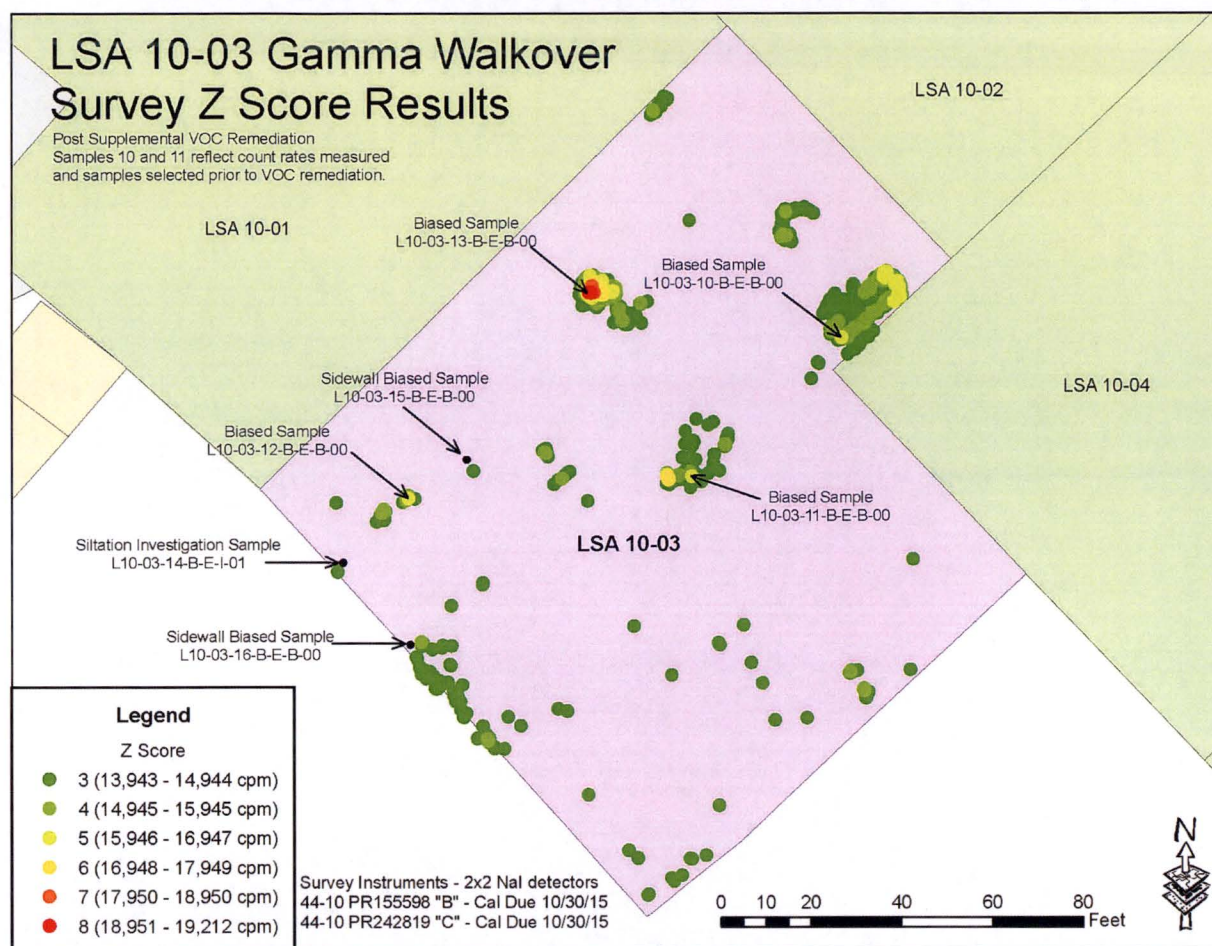 LSA 10-03 Gamma Walkover
Survey Z Score Results
Post Supplemental VOC Remediation
Samples 10 and 11 reflect count rates measured
and samples selected prior to VOC remediation.
LSA 10-02
LSA 10-01
Biased Sample
L10-03-13-B-E-B-00
Biased Sample
L10-03-10-B-E-B-00
LSA 10-04
Sidewall Biased Sample
L10-03-15-B-E-B-00
Biased Sample
L10-03-12-B-E-B-00
Biased Sample
L10-03-11-B-E-B-00
LSA 10-03
Siltation Investigation Sample
L10-03-14-B-E-I-01
Sidewall Biased Sample
L10-03-16-B-E-B-00
Legend
Z Score
3 (13,943 - 14,944 cpm)
4 (14,945 - 15,945 cpm)
5 (15,946 - 16,947 cpm)
6 (16,948 - 17,949 cpm)
7 (17,950 - 18,950 cpm)
8 (18,951 - 19,212 cpm)
Survey Instruments - 2x2 NaI detectors
44-10 PR155598 "B" - Cal Due 10/30/15
44-10 PR242819 "C" - Cal Due 10/30/15
0 10 20 40 60 80
Feet
N